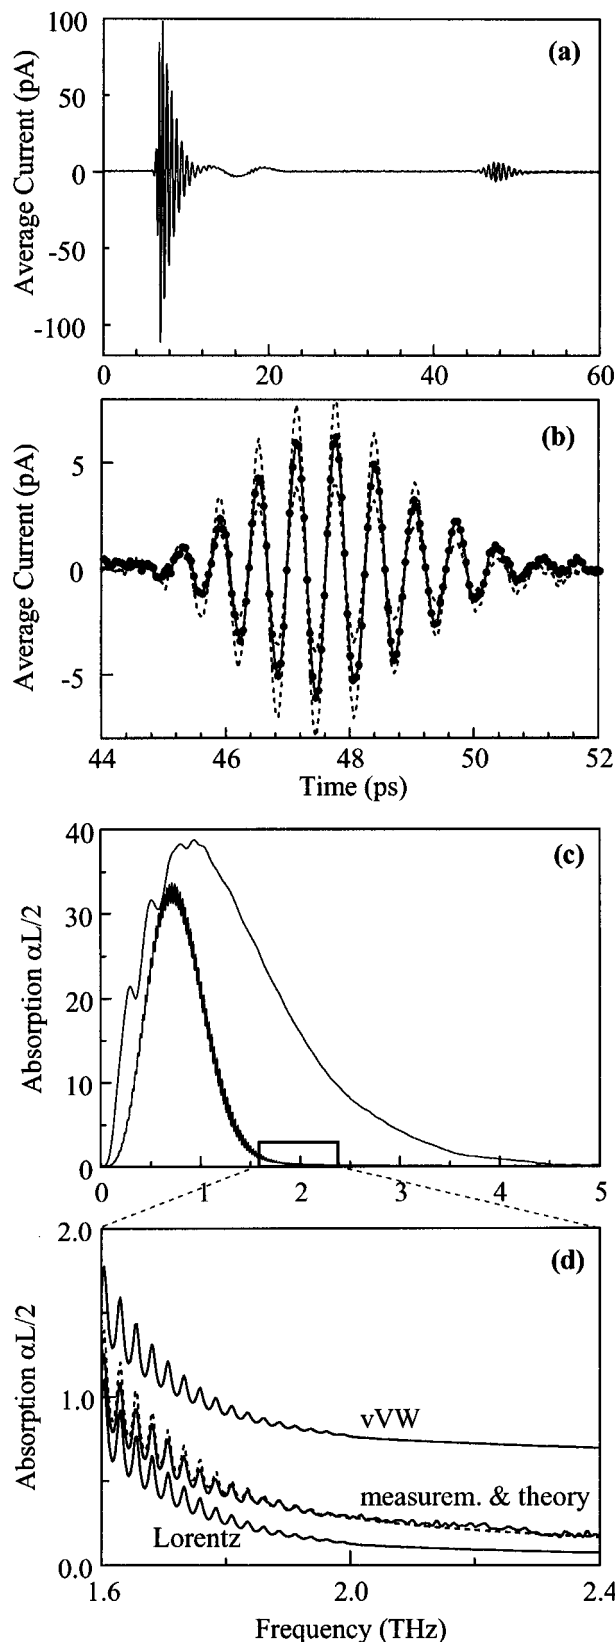 (a)
Average Current (pA)
100
50
0
-50
-100
0 20 40 60
(b)
Average Current (pA)
5
0
-5
44 46 48 50 52
Time (ps)
(c)
Absorption αL/2
40
30
20
10
0
0 1 2 3 4 5
(d)
Absorption αL/2
2.0
1.0
0.0
vVW
measurem. & theory
Lorentz
1.6 2.0 2.4
Frequency (THz)